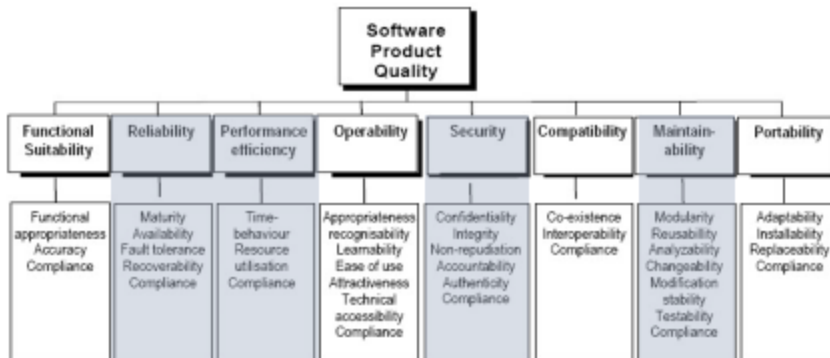 Software
Product
Quality
Functional
Suitability
Reliability
Performance
efficiency
Operability
Security
Compatibility
Maintain-
ability
Portability
Functional
appropriateness
Accuracy
Compliance
Maturity
Availability
Fault tolerance
Recoverability
Compliance
Time-
behaviour
Resource
utilisation
Compliance
Appropriateness
recognisability
Learnability
Ease of use
Attractiveness
Technical
accessibility
Compliance
Confidentiality
Integrity
Non-repudiation
Accountability
Authenticity
Compliance
Co-existence
Interoperability
Compliance
Modularity
Reusability
Analyzability
Changeability
Modification
stability
Testability
Compliance
Adaptability
Installability
Replaceability
Compliance